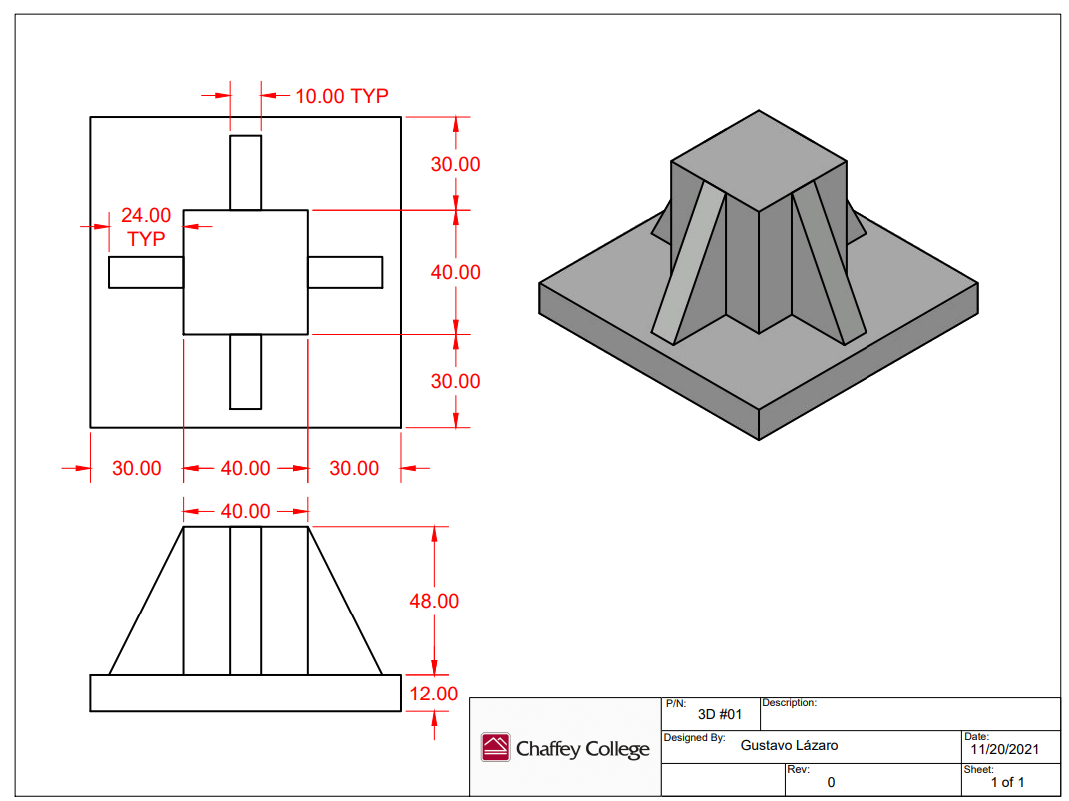 10.00 TYP
30.00
24.00
TYP
40.00
30.00
30.00
40.00
30.00
40.00
48.00
12.00
P/N:
3D #01
Description:
Chaffey College
Designed By:
Gustavo Lázaro
Date:
11/20/2021
Rev:
0
Sheet:
1 of 1